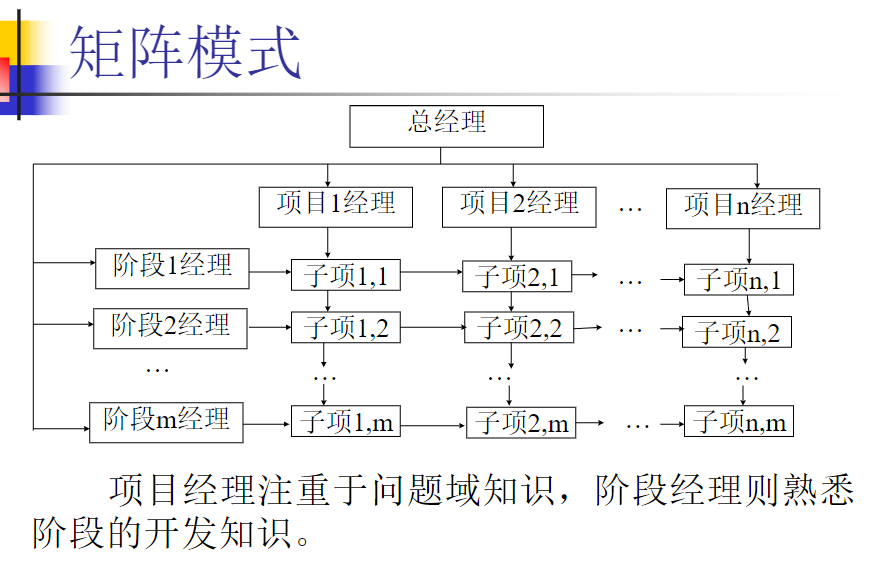 矩阵模式
总经理
项目1经理 项目2经理 … 项目n经理
阶段1经理 子项1,1 子项2,1 … 子项n,1
阶段2经理 子项1,2 子项2,2 … 子项n,2
… … … …
阶段m经理 子项1,m 子项2,m … 子项n,m
项目经理注重于问题域知识，阶段经理则熟悉
阶段的开发知识。